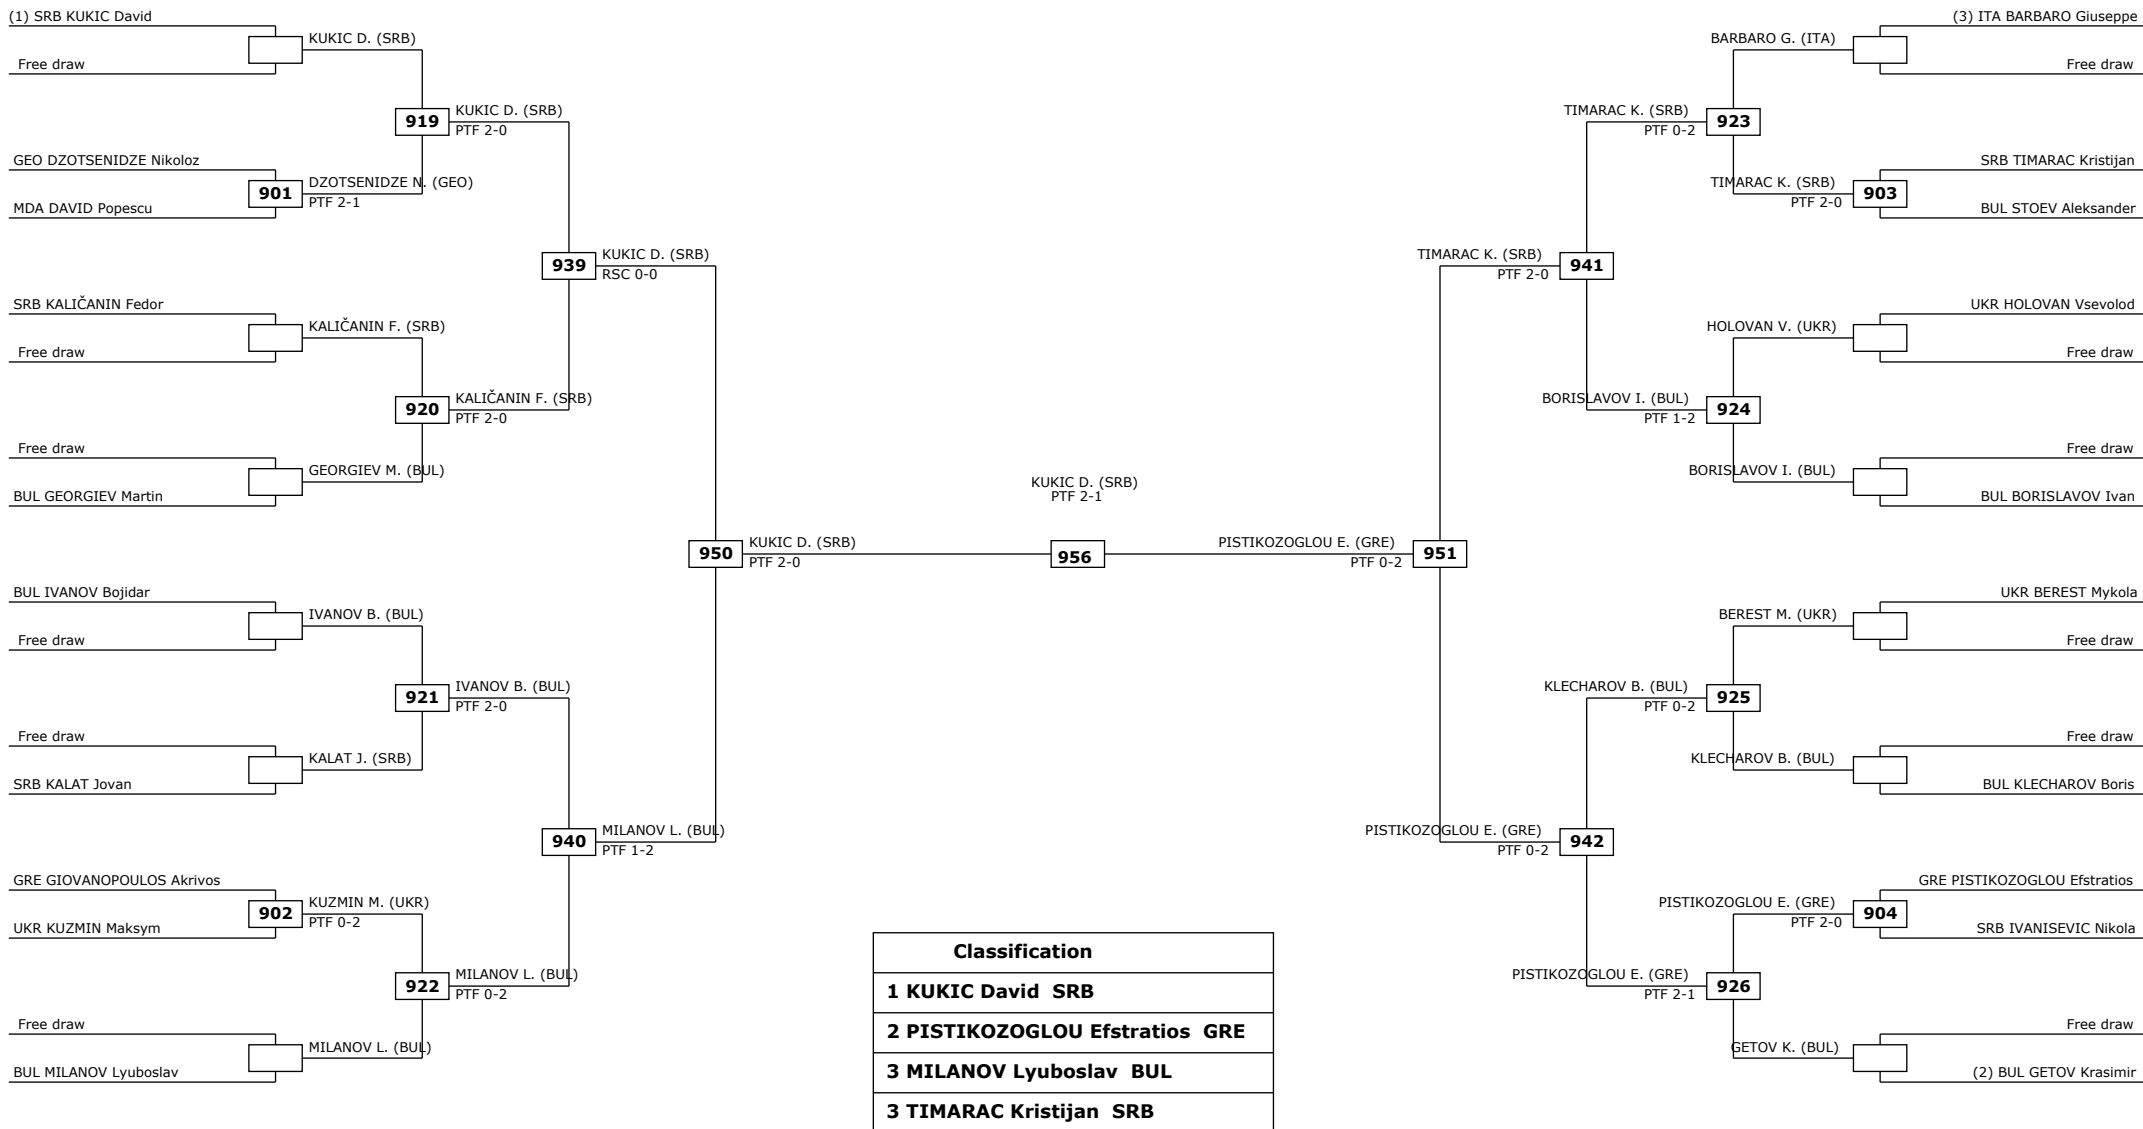 (1) SRB KUKIC David
KUKIC D. (SRB)
Free draw
919
KUKIC D. (SRB)
PTF 2-0
GEO DZOTSENIDZE Nikoloz
901
DZOTSENIDZE N. (GEO)
PTF 2-1
MDA DAVID Popescu
939
KUKIC D. (SRB)
RSC 0-0
SRB KALIČANIN Fedor
KALIČANIN F. (SRB)
Free draw
920
KALIČANIN F. (SRB)
PTF 2-0
Free draw
GEORGIEV M. (BUL)
BUL GEORGIEV Martin
950
KUKIC D. (SRB)
PTF 2-0
BUL IVANOV Bojidar
IVANOV B. (BUL)
Free draw
921
IVANOV B. (BUL)
PTF 2-0
Free draw
KALAT J. (SRB)
SRB KALAT Jovan
940
MILANOV L. (BUL)
PTF 1-2
GRE GIOVANOPOULOS Akrivos
902
KUZMIN M. (UKR)
PTF 0-2
UKR KUZMIN Maksym
922
MILANOV L. (BUL)
PTF 0-2
Free draw
MILANOV L. (BUL)
BUL MILANOV Lyuboslav
KUKIC D. (SRB)
PTF 2-1
956
(3) ITA BARBARO Giuseppe
BARBARO G. (ITA)
Free draw
TIMARAC K. (SRB)
PTF 0-2
923
SRB TIMARAC Kristijan
TIMARAC K. (SRB)
PTF 2-0
903
BUL STOEV Aleksander
TIMARAC K. (SRB)
PTF 2-0
941
UKR HOLOVAN Vsevolod
HOLOVAN V. (UKR)
Free draw
BORISLAVOV I. (BUL)
PTF 1-2
924
Free draw
BORISLAVOV I. (BUL)
BUL BORISLAVOV Ivan
PISTIKOZOGLOU E. (GRE)
PTF 0-2
951
UKR BEREST Mykola
BEREST M. (UKR)
Free draw
KLECHAROV B. (BUL)
PTF 0-2
925
Free draw
KLECHAROV B. (BUL)
BUL KLECHAROV Boris
PISTIKOZOGLOU E. (GRE)
PTF 0-2
942
GRE PISTIKOZOGLOU Efstratios
PISTIKOZOGLOU E. (GRE)
PTF 2-0
904
SRB IVANISEVIC Nikola
PISTIKOZOGLOU E. (GRE)
PTF 2-1
926
Free draw
GETOV K. (BUL)
(2) BUL GETOV Krasimir
Classification
1 KUKIC David SRB
2 PISTIKOZOGLOU Efstratios GRE
3 MILANOV Lyuboslav BUL
3 TIMARAC Kristijan SRB